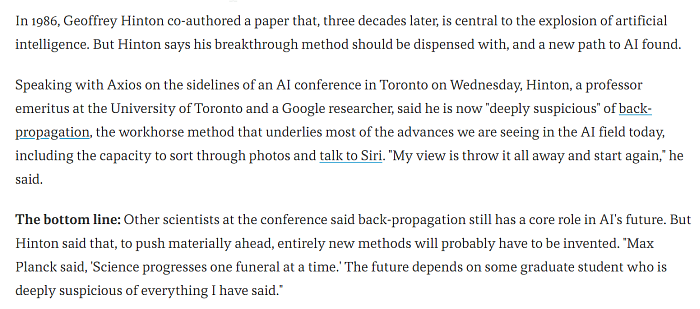 In 1986, Geoffrey Hinton co-authored a paper that, three decades later, is central to the explosion of artificial
intelligence. But Hinton says his breakthrough method should be dispensed with, and a new path to AI found.
Speaking with Axios on the sidelines of an AI conference in Toronto on Wednesday, Hinton, a professor
emeritus at the University of Toronto and a Google researcher, said he is now "deeply suspicious" of back-
propagation, the workhorse method that underlies most of the advances we are seeing in the AI field today,
including the capacity to sort through photos and talk to Siri. "My view is throw it all away and start again," he
said.
The bottom line: Other scientists at the conference said back-propagation still has a core role in AI's future. But
Hinton said that, to push materially ahead, entirely new methods will probably have to be invented. "Max
Planck said, 'Science progresses one funeral at a time.' The future depends on some graduate student who is
deeply suspicious of everything I have said."